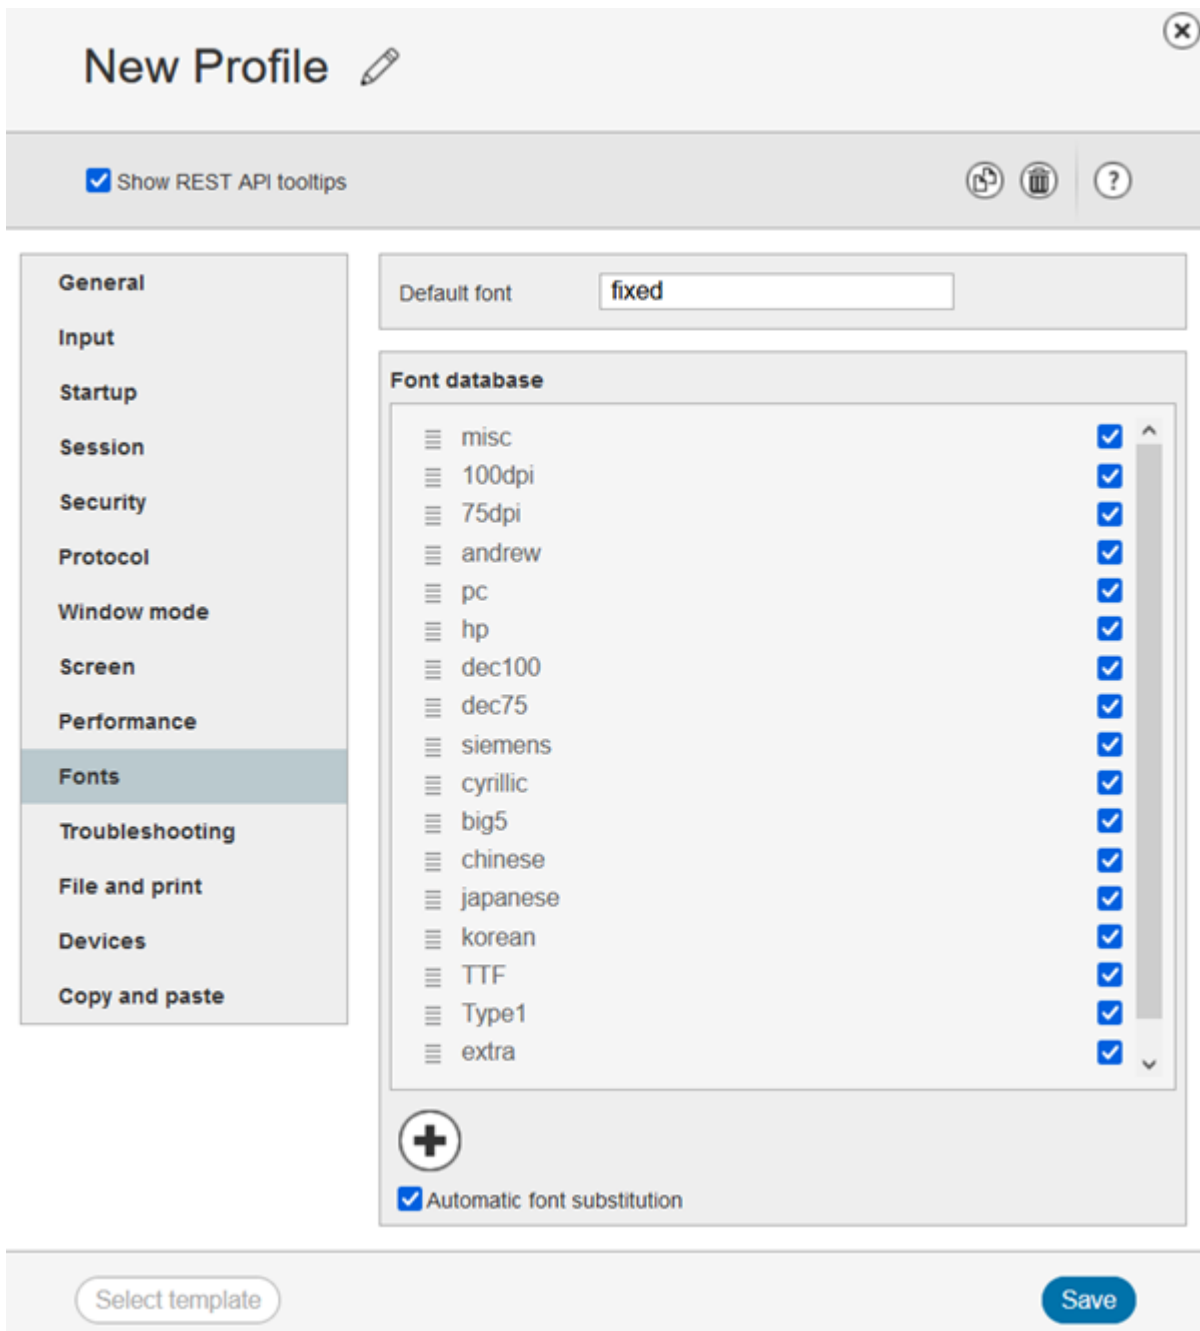 New Profile
Show REST API tooltips
General
Input
Startup
Session
Security
Protocol
Window mode
Screen
Performance
Fonts
Troubleshooting
File and print
Devices
Copy and paste
Default font fixed
Font database
misc
100dpi
75dpi
andrew
pc
hp
dec100
dec75
siemens
cyrillic
big5
chinese
japanese
korean
TTF
Type1
extra
Automatic font substitution
Select template
Save